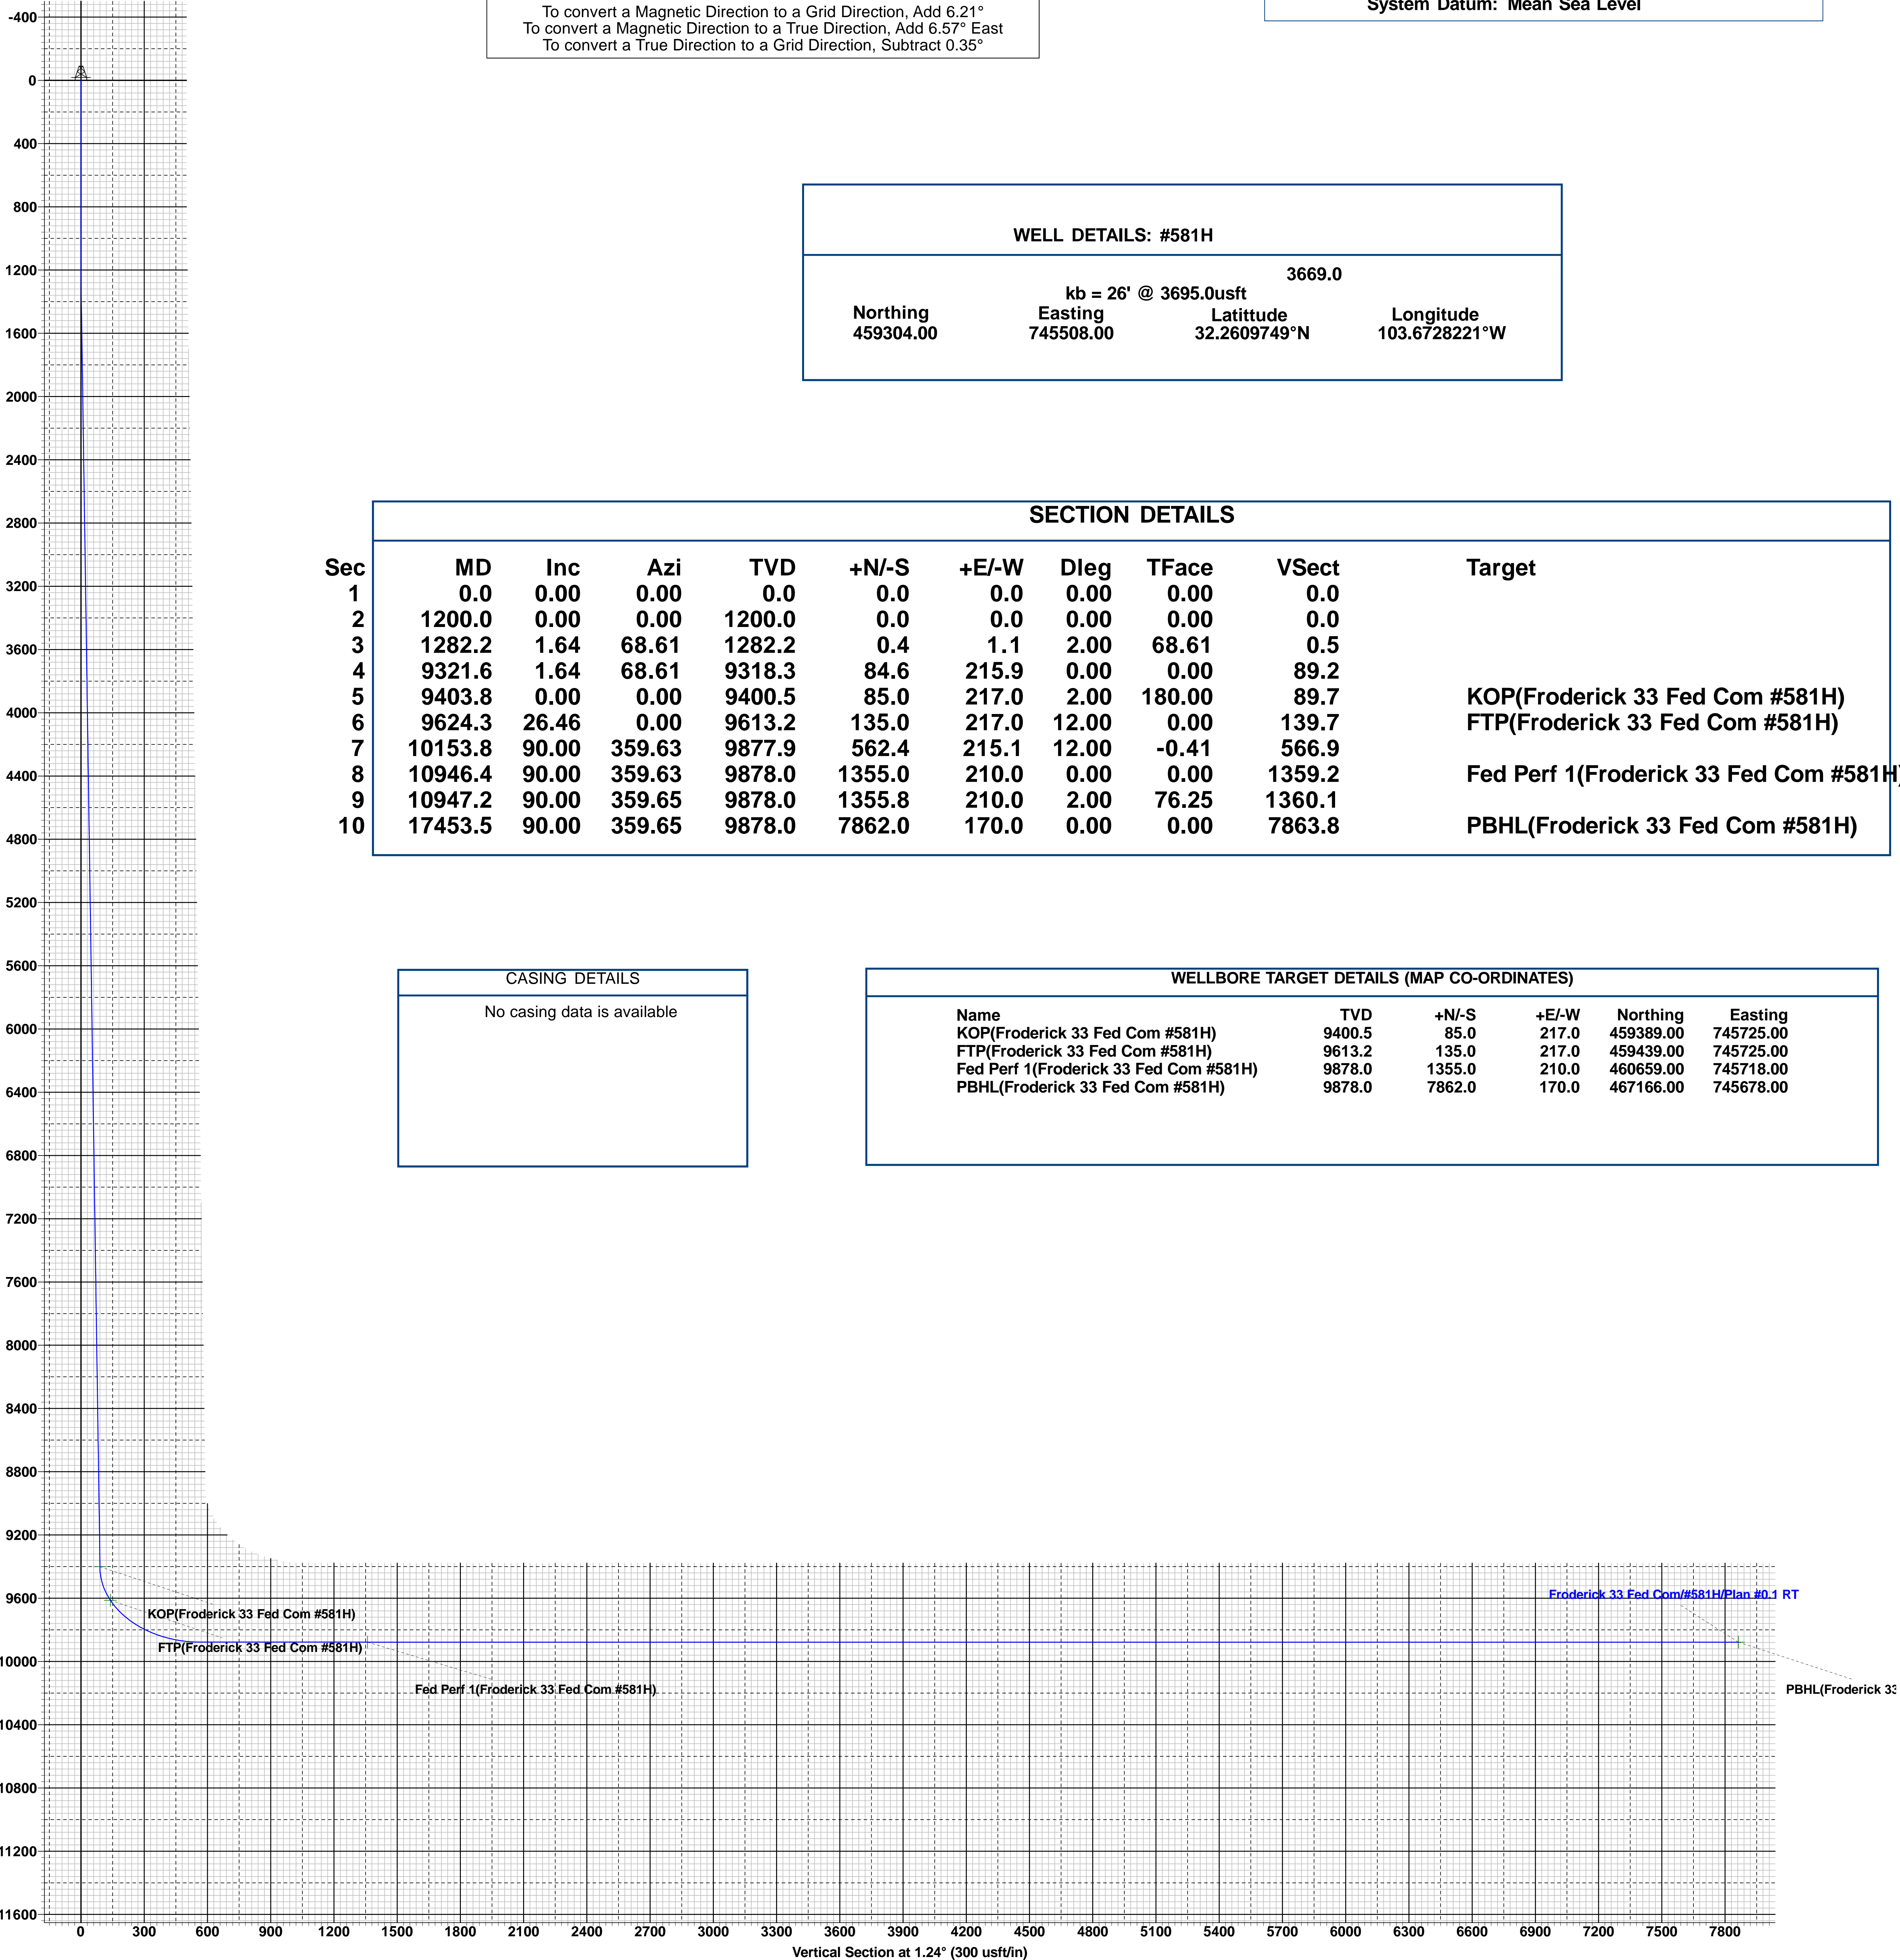 To convert a Magnetic Direction to a Grid Direction, Add 6.21°
To convert a Magnetic Direction to a True Direction, Add 6.57° East
To convert a True Direction to a Grid Direction, Subtract 0.35°
System Datum: Mean Sea Level
WELL DETAILS: #581H
3669.0
kb = 26' @ 3695.0usft
Northing Easting Latittude Longitude
459304.00 745508.00 32.2609749°N 103.6728221°W
SECTION DETAILS
Sec MD Inc Azi TVD +N/-S +E/-W Dleg TFace VSect Target
1 0.0 0.00 0.00 0.0 0.0 0.0 0.00 0.00 0.0
2 1200.0 0.00 0.00 1200.0 0.0 0.0 0.00 0.00 0.0
3 1282.2 1.64 68.61 1282.2 0.4 1.1 2.00 68.61 0.5
4 9321.6 1.64 68.61 9318.3 84.6 215.9 0.00 0.00 89.2
5 9403.8 0.00 0.00 9400.5 85.0 217.0 2.00 180.00 89.7 KOP(Froderick 33 Fed Com #581H)
6 9624.3 26.46 0.00 9613.2 135.0 217.0 12.00 0.00 139.7 FTP(Froderick 33 Fed Com #581H)
7 10153.8 90.00 359.63 9877.9 562.4 215.1 12.00 -0.41 566.9
8 10946.4 90.00 359.63 9878.0 1355.0 210.0 0.00 0.00 1359.2 Fed Perf 1(Froderick 33 Fed Com #581H)
9 10947.2 90.00 359.65 9878.0 1355.8 210.0 2.00 76.25 1360.1
10 17453.5 90.00 359.65 9878.0 7862.0 170.0 0.00 0.00 7863.8 PBHL(Froderick 33 Fed Com #581H)
CASING DETAILS
No casing data is available
WELLBORE TARGET DETAILS (MAP CO-ORDINATES)
Name TVD +N/-S +E/-W Northing Easting
KOP(Froderick 33 Fed Com #581H) 9400.5 85.0 217.0 459389.00 745725.00
FTP(Froderick 33 Fed Com #581H) 9613.2 135.0 217.0 459439.00 745725.00
Fed Perf 1(Froderick 33 Fed Com #581H) 9878.0 1355.0 210.0 460659.00 745718.00
PBHL(Froderick 33 Fed Com #581H) 9878.0 7862.0 170.0 467166.00 745678.00
-400
0
400
800
1200
1600
2000
2400
2800
3200
3600
4000
4400
4800
5200
5600
6000
6400
6800
7200
7600
8000
8400
8800
9200
9600
10000
10400
10800
11200
11600
Froderick 33 Fed Com/#581H/Plan #0.1 RT
KOP(Froderick 33 Fed Com #581H)
FTP(Froderick 33 Fed Com #581H)
Fed Perf 1(Froderick 33 Fed Com #581H)
PBHL(Froderick 33
0 300 600 900 1200 1500 1800 2100 2400 2700 3000 3300 3600 3900 4200 4500 4800 5100 5400 5700 6000 6300 6600 6900 7200 7500 7800
Vertical Section at 1.24° (300 usft/in)